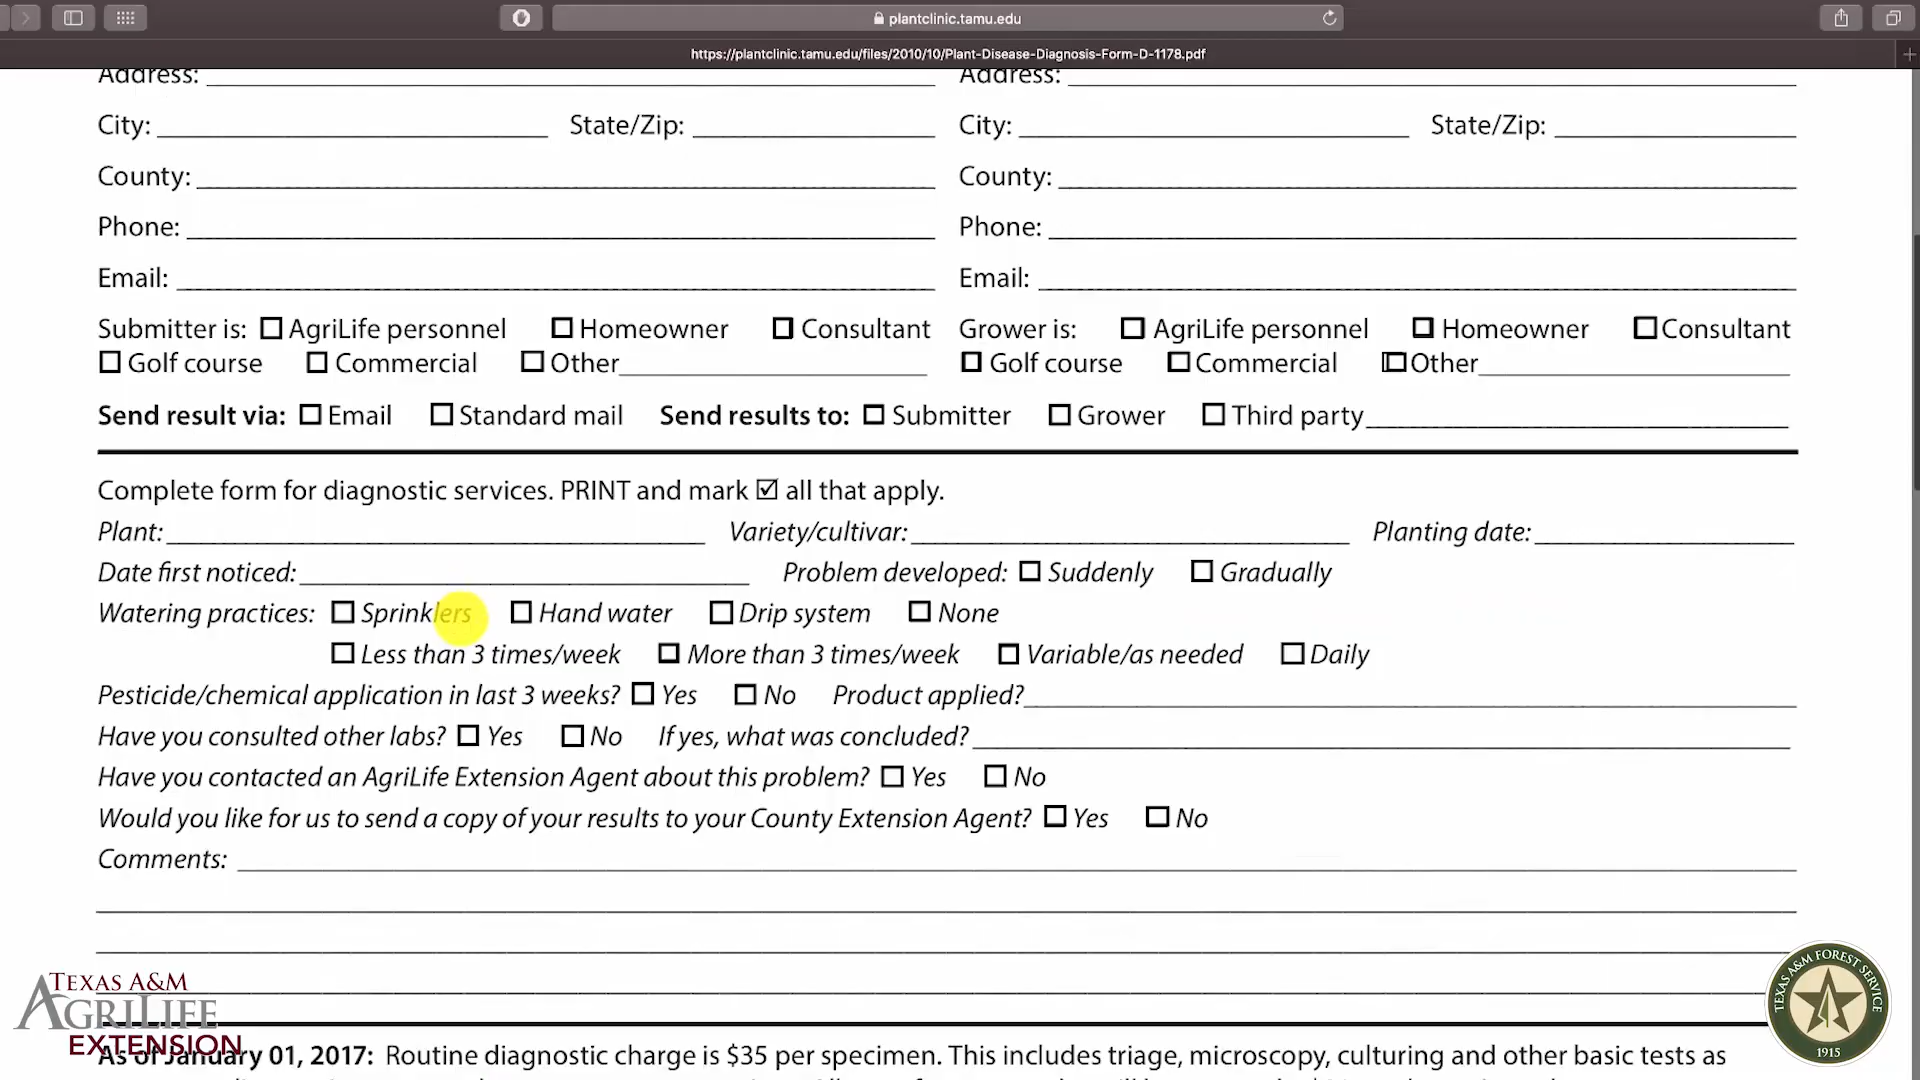 plantclinic.tamu.edu
https://plantclinic.tamu.edu/files/2010/10/Plant-Disease-Diagnosis-Form-D-1178.pdf
Address: Address:
City: State/Zip: City: State/Zip:
County: County:
Phone: Phone:
Email: Email:
Submitter is: AgriLife personnel Homeowner Consultant Grower is: AgriLife personnel Homeowner Consultant
Golf course Commercial Other Golf course Commercial Other
Send result via: Email Standard mail Send results to: Submitter Grower Third party
Complete form for diagnostic services. PRINT and mark ☑ all that apply.
Plant: Variety/cultivar: Planting date:
Date first noticed: Problem developed: Suddenly Gradually
Watering practices: Sprinklers Hand water Drip system None
Less than 3 times/week More than 3 times/week Variable/as needed Daily
Pesticide/chemical application in last 3 weeks? Yes No Product applied?
Have you consulted other labs? Yes No If yes, what was concluded?
Have you contacted an AgriLife Extension Agent about this problem? Yes No
Would you like for us to send a copy of your results to your County Extension Agent? Yes No
Comments:
TEXAS A&M
AGRILIFE
EXTENSION
TEXAS A&M FOREST SERVICE
1915
As of January 01, 2017: Routine diagnostic charge is $35 per specimen. This includes triage, microscopy, culturing and other basic tests as